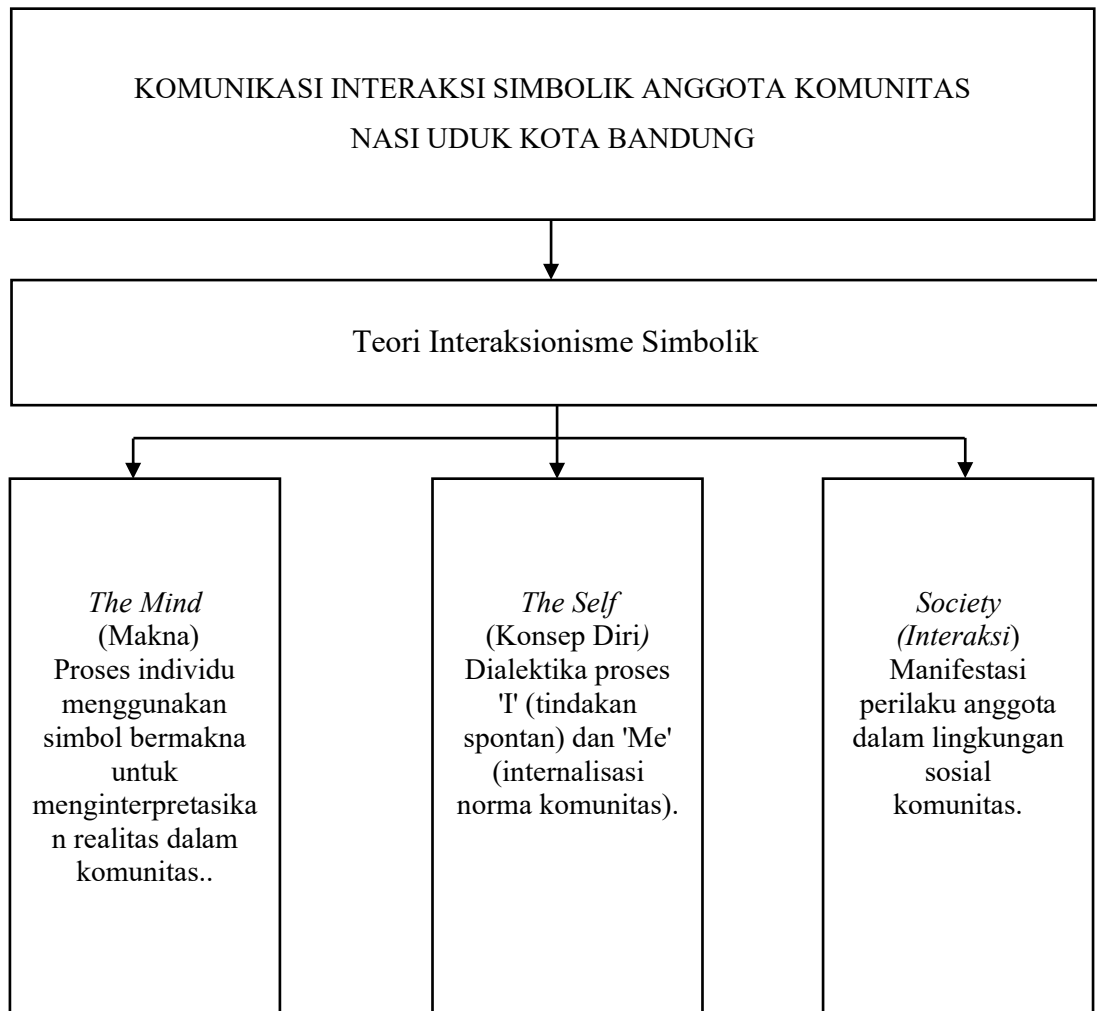 KOMUNIKASI INTERAKSI SIMBOLIK ANGGOTA KOMUNITAS
NASI UDUK KOTA BANDUNG
Teori Interaksionisme Simbolik
The Mind
(Makna)
Proses individu
menggunakan
simbol bermakna
untuk
menginterpretasika
n realitas dalam
komunitas..
The Self
(Konsep Diri)
Dialektika proses
'I' (tindakan
spontan) dan 'Me'
(internalisasi
norma komunitas).
Society
(Interaksi)
Manifestasi
perilaku anggota
dalam lingkungan
sosial
komunitas.